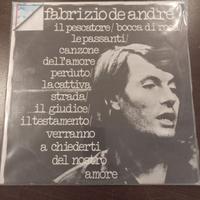 fabrizio de andrè
il pescatore/bocca di rosa
le passanti/
canzone
dell'amore
perduto/
la cattiva
strada/
il giudice/
il testamento/
verranno
a chiederti
del nostro
amore